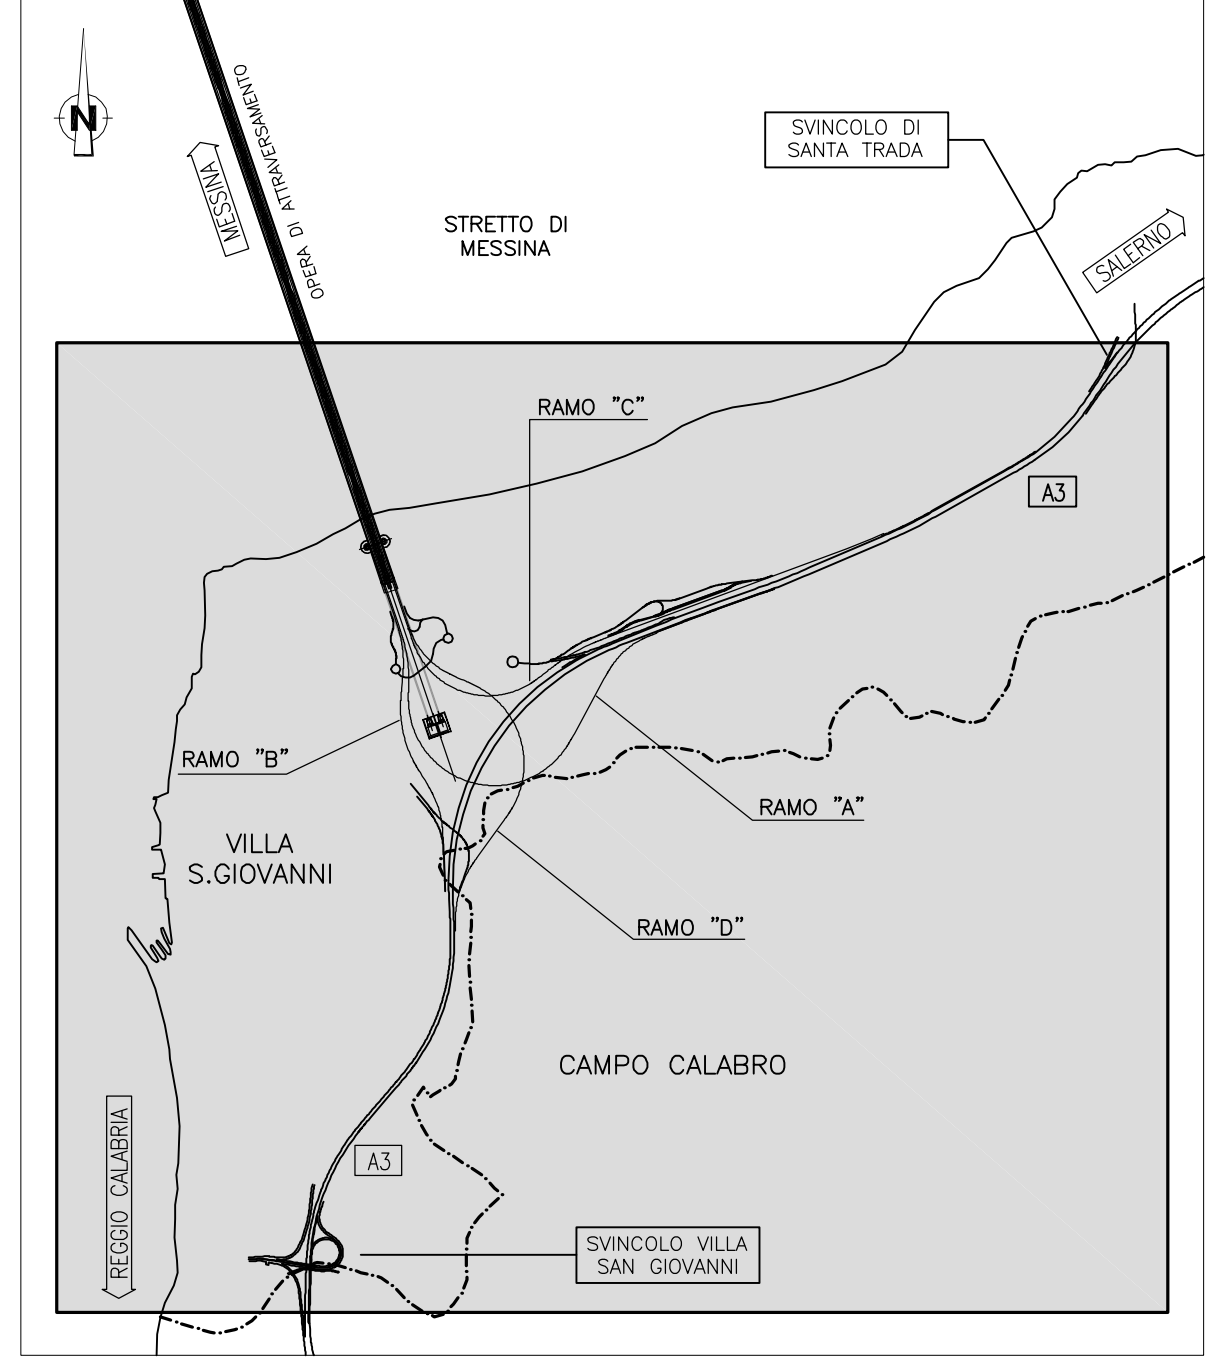 N
OPERA DI ATTRAVERSAMENTO
MESSINA
SVINCOLO DI
SANTA TRADA
STRETTO DI
MESSINA
SALERNO
RAMO "C"
A3
RAMO "B"
RAMO "A"
VILLA
S.GIOVANNI
RAMO "D"
CAMPO CALABRO
REGGIO CALABRIA
A3
SVINCOLO VILLA
SAN GIOVANNI